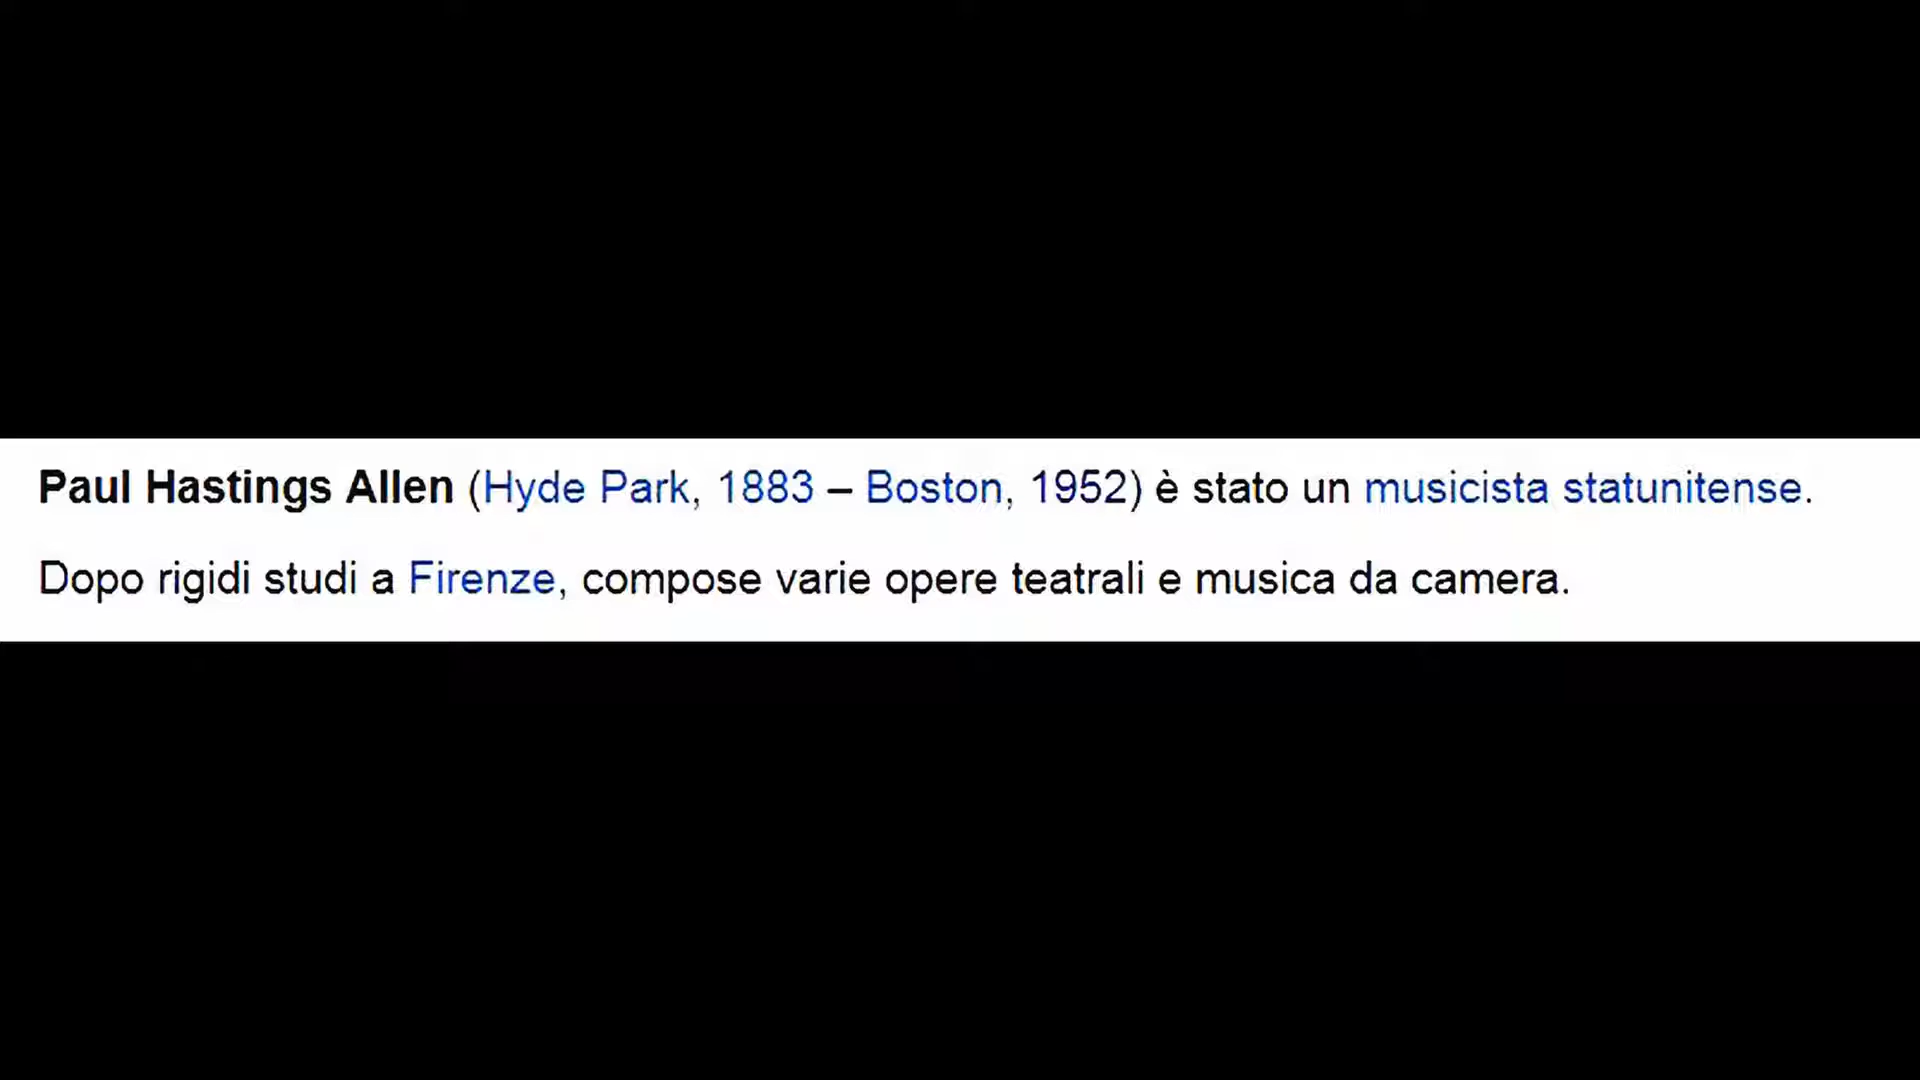 Paul Hastings Allen (Hyde Park, 1883 – Boston, 1952) è stato un musicista statunitense.
Dopo rigidi studi a Firenze, compose varie opere teatrali e musica da camera.